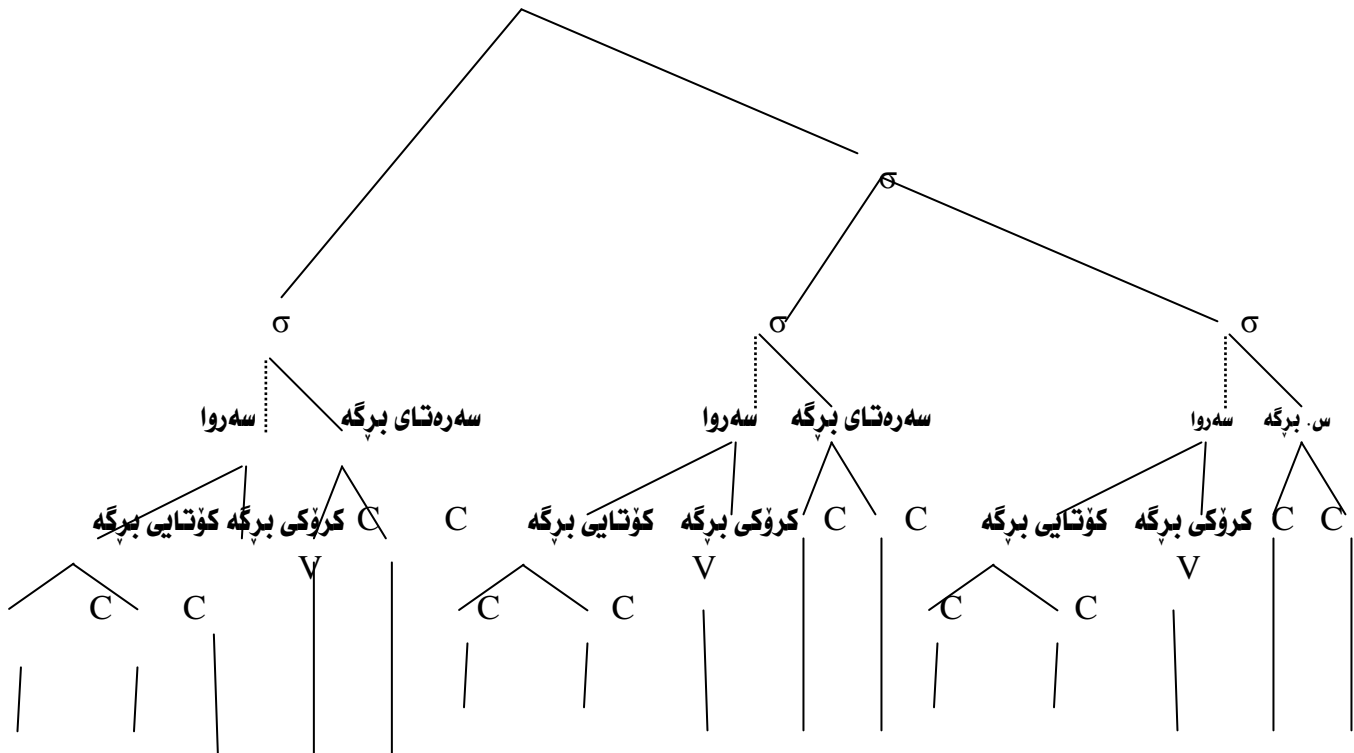 σ
σ σ σ
س. بڕگە سەروا سەرەتای بڕگە سەروا سەرەتای بڕگە سەروا
C C کرۆکی بڕگە کۆتایی بڕگە C C کرۆکی بڕگە کۆتایی بڕگە C C کرۆکی بڕگە کۆتایی بڕگە
V V V
C C C C C C